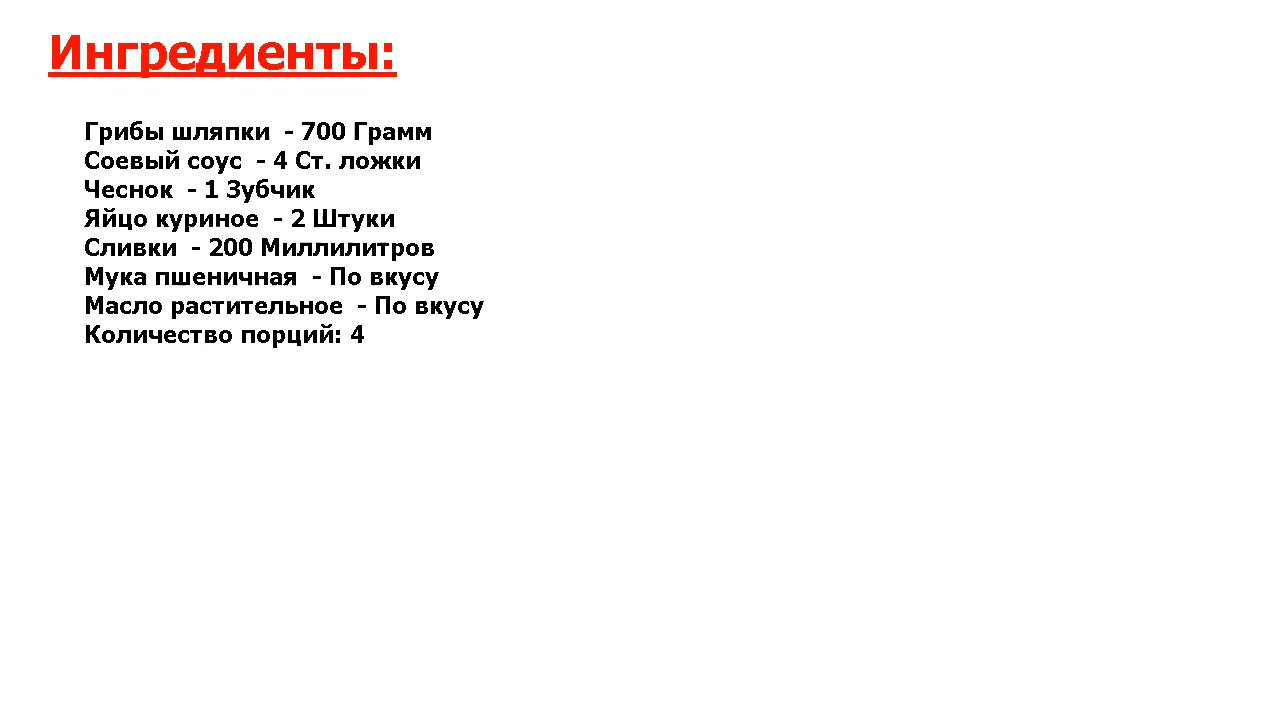 Ингредиенты:
Грибы шляпки - 700 Грамм
Соевый соус - 4 Ст. ложки
Чеснок - 1 Зубчик
Яйцо куриное - 2 Штуки
Сливки - 200 Миллилитров
Мука пшеничная - По вкусу
Масло растительное - По вкусу
Количество порций: 4